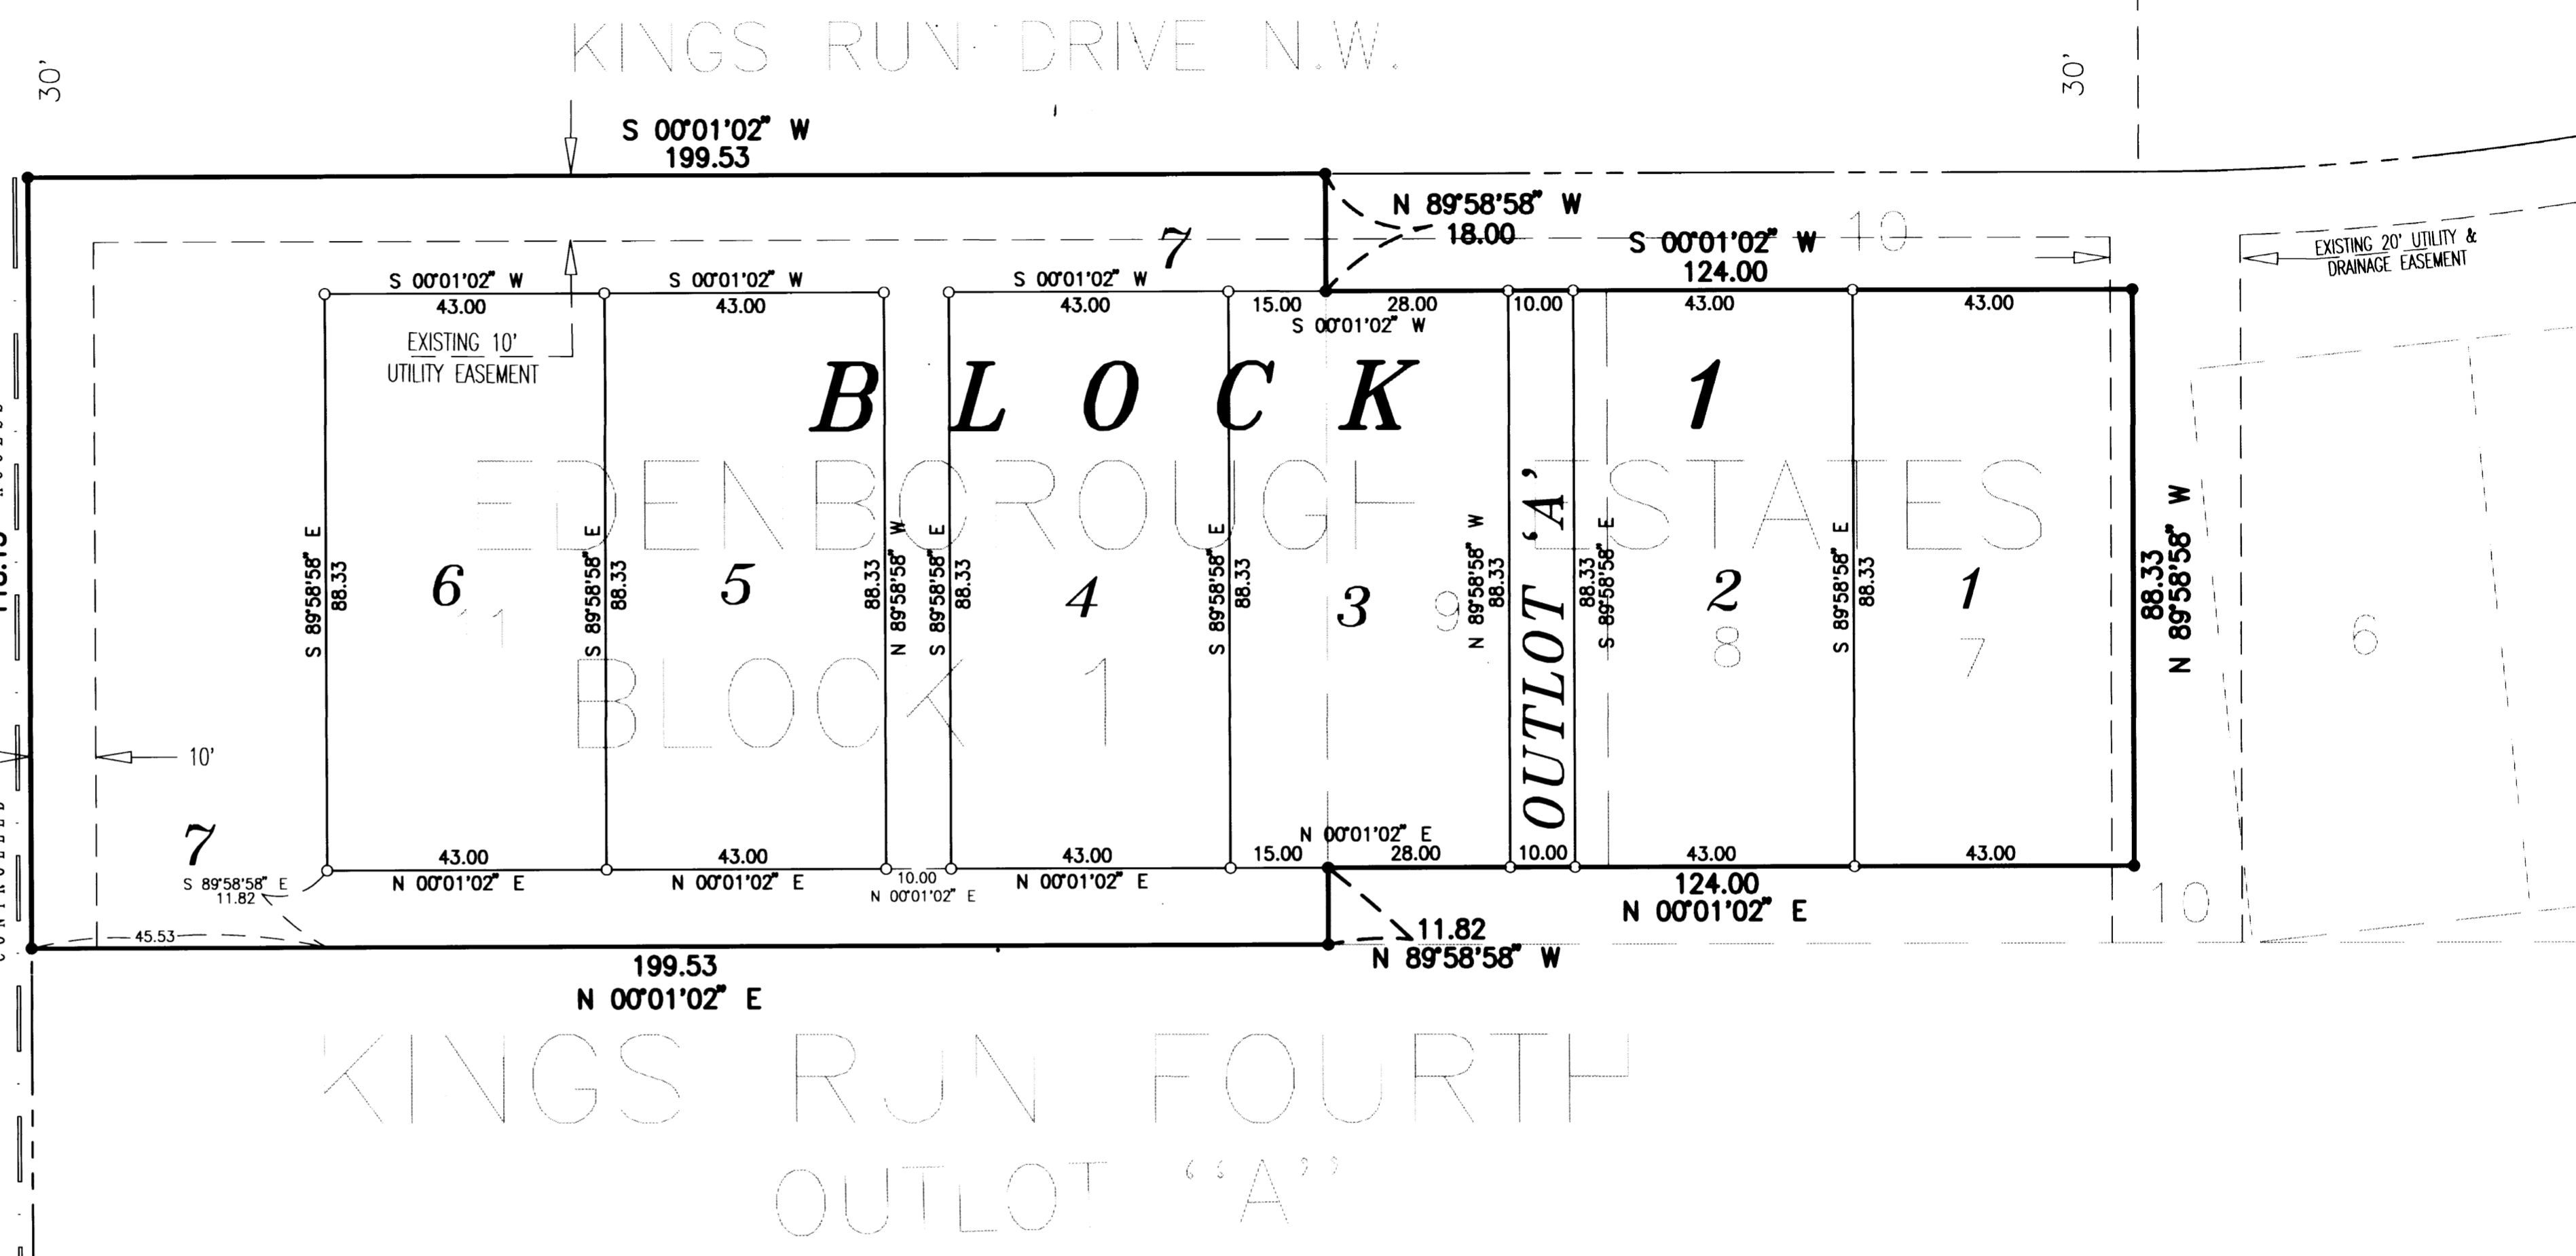 KINGS RUN DRIVE N.W.
30'
30'
S 00°01'02" W
199.53
N 89°58'58" W
18.00
S 00°01'02" W
124.00
10
EXISTING 20' UTILITY &
DRAINAGE EASEMENT
7
S 00°01'02" W
43.00
S 00°01'02" W
43.00
S 00°01'02" W
43.00
15.00
28.00
S 00°01'02" W
10.00
43.00
43.00
EXISTING 10'
UTILITY EASEMENT
BLOCK 1
EDENBOROUGH ESTATES
BLOCK 1
S 89°58'58" E
88.33
6
11
S 89°58'58" E
88.33
5
88.33
N 89°58'58" W
S 89°58'58" E
88.33
4
S 89°58'58" E
88.33
3
9
N 89°58'58" W
88.33
OUTLOT 'A'
88.33
S 89°58'58" E
2
8
S 89°58'58" E
88.33
1
7
88.33
N 89°58'58" W
6
10'
7
S 89°58'58" E
11.82
45.53
43.00
N 00°01'02" E
43.00
N 00°01'02" E
10.00
N 00°01'02" E
43.00
N 00°01'02" E
15.00
N 00°01'02" E
28.00
10.00
43.00
43.00
124.00
N 00°01'02" E
10
11.82
N 89°58'58" W
199.53
N 00°01'02" E
KINGS RUN FOURTH
OUTLOT "A"